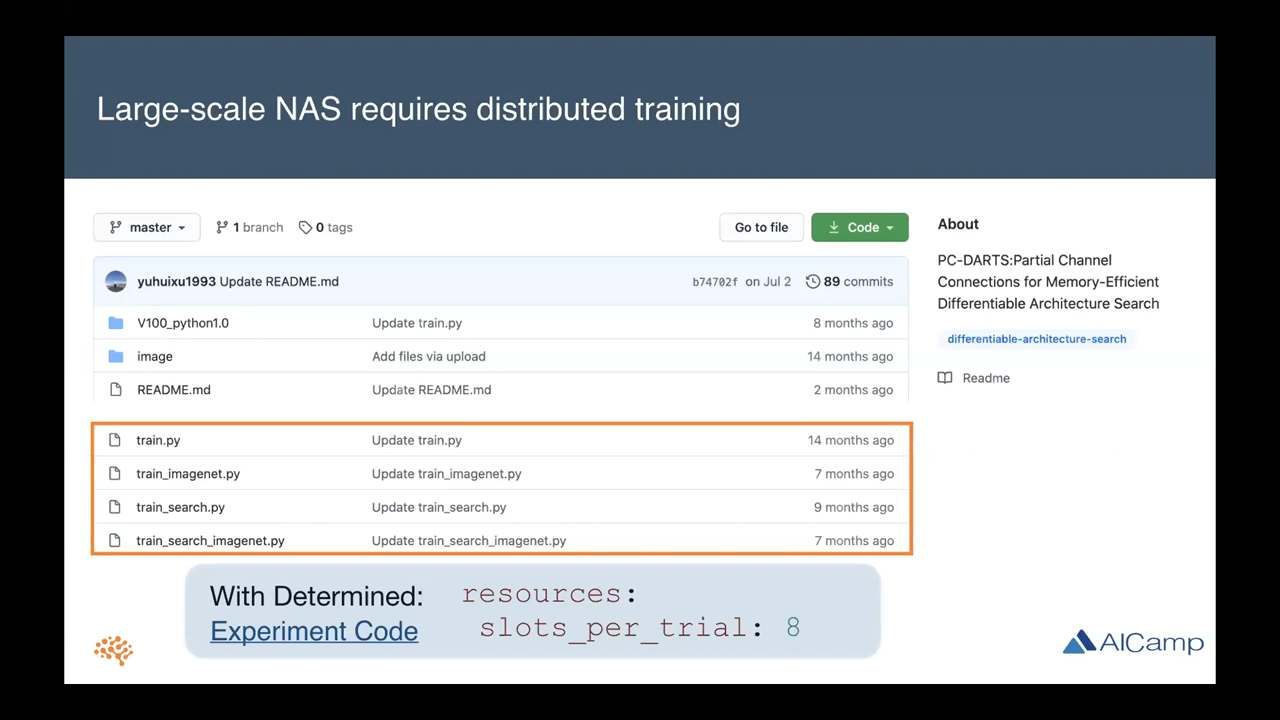 Large-scale NAS requires distributed training
master 1 branch 0 tags Go to file Code
About
PC-DARTS:Partial Channel
Connections for Memory-Efficient
Differentiable Architecture Search
differentiable-architecture-search
Readme
yuhuixu1993 Update README.md b74702f on Jul 2 89 commits
V100_python1.0 Update train.py 8 months ago
image Add files via upload 14 months ago
README.md Update README.md 2 months ago
train.py Update train.py 14 months ago
train_imagenet.py Update train_imagenet.py 7 months ago
train_search.py Update train_search.py 9 months ago
train_search_imagenet.py Update train_search_imagenet.py 7 months ago
With Determined:
Experiment Code
resources:
slots_per_trial: 8
AICamp